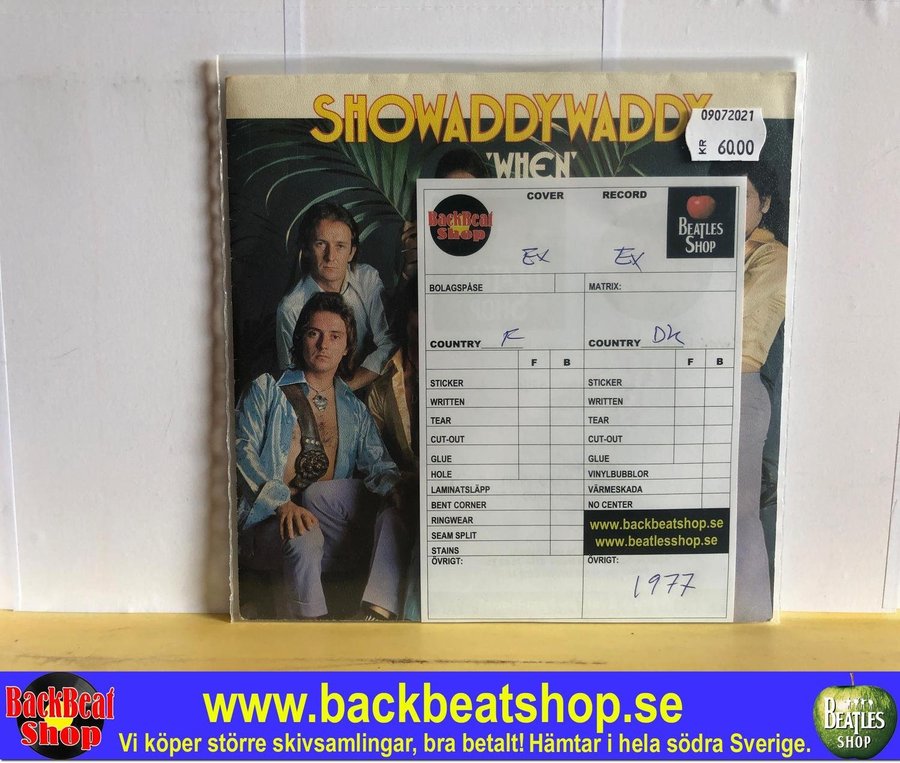 SHOWADDYWADDY
'WHEN'
09072021
KR 60.00
COVER RECORD
BackBeat
Shop
BEATLES
SHOP
Ex Ex
BOLAGSPÅSE MATRIX:
COUNTRY F COUNTRY Dk
F B F B
STICKER STICKER
WRITTEN WRITTEN
TEAR TEAR
CUT-OUT CUT-OUT
GLUE GLUE
HOLE VINYLBUBBLOR
LAMINATSLÄPP VÄRMESKADA
BENT CORNER NO CENTER
RINGWEAR
SEAM SPLIT
STAINS
www.backbeatshop.se
www.beatlesshop.se
ÖVRIGT: ÖVRIGT:
1977
BackBeat
Shop
www.backbeatshop.se
Vi köper större skivsamlingar, bra betalt! Hämtar i hela södra Sverige.
BEATLES
SHOP